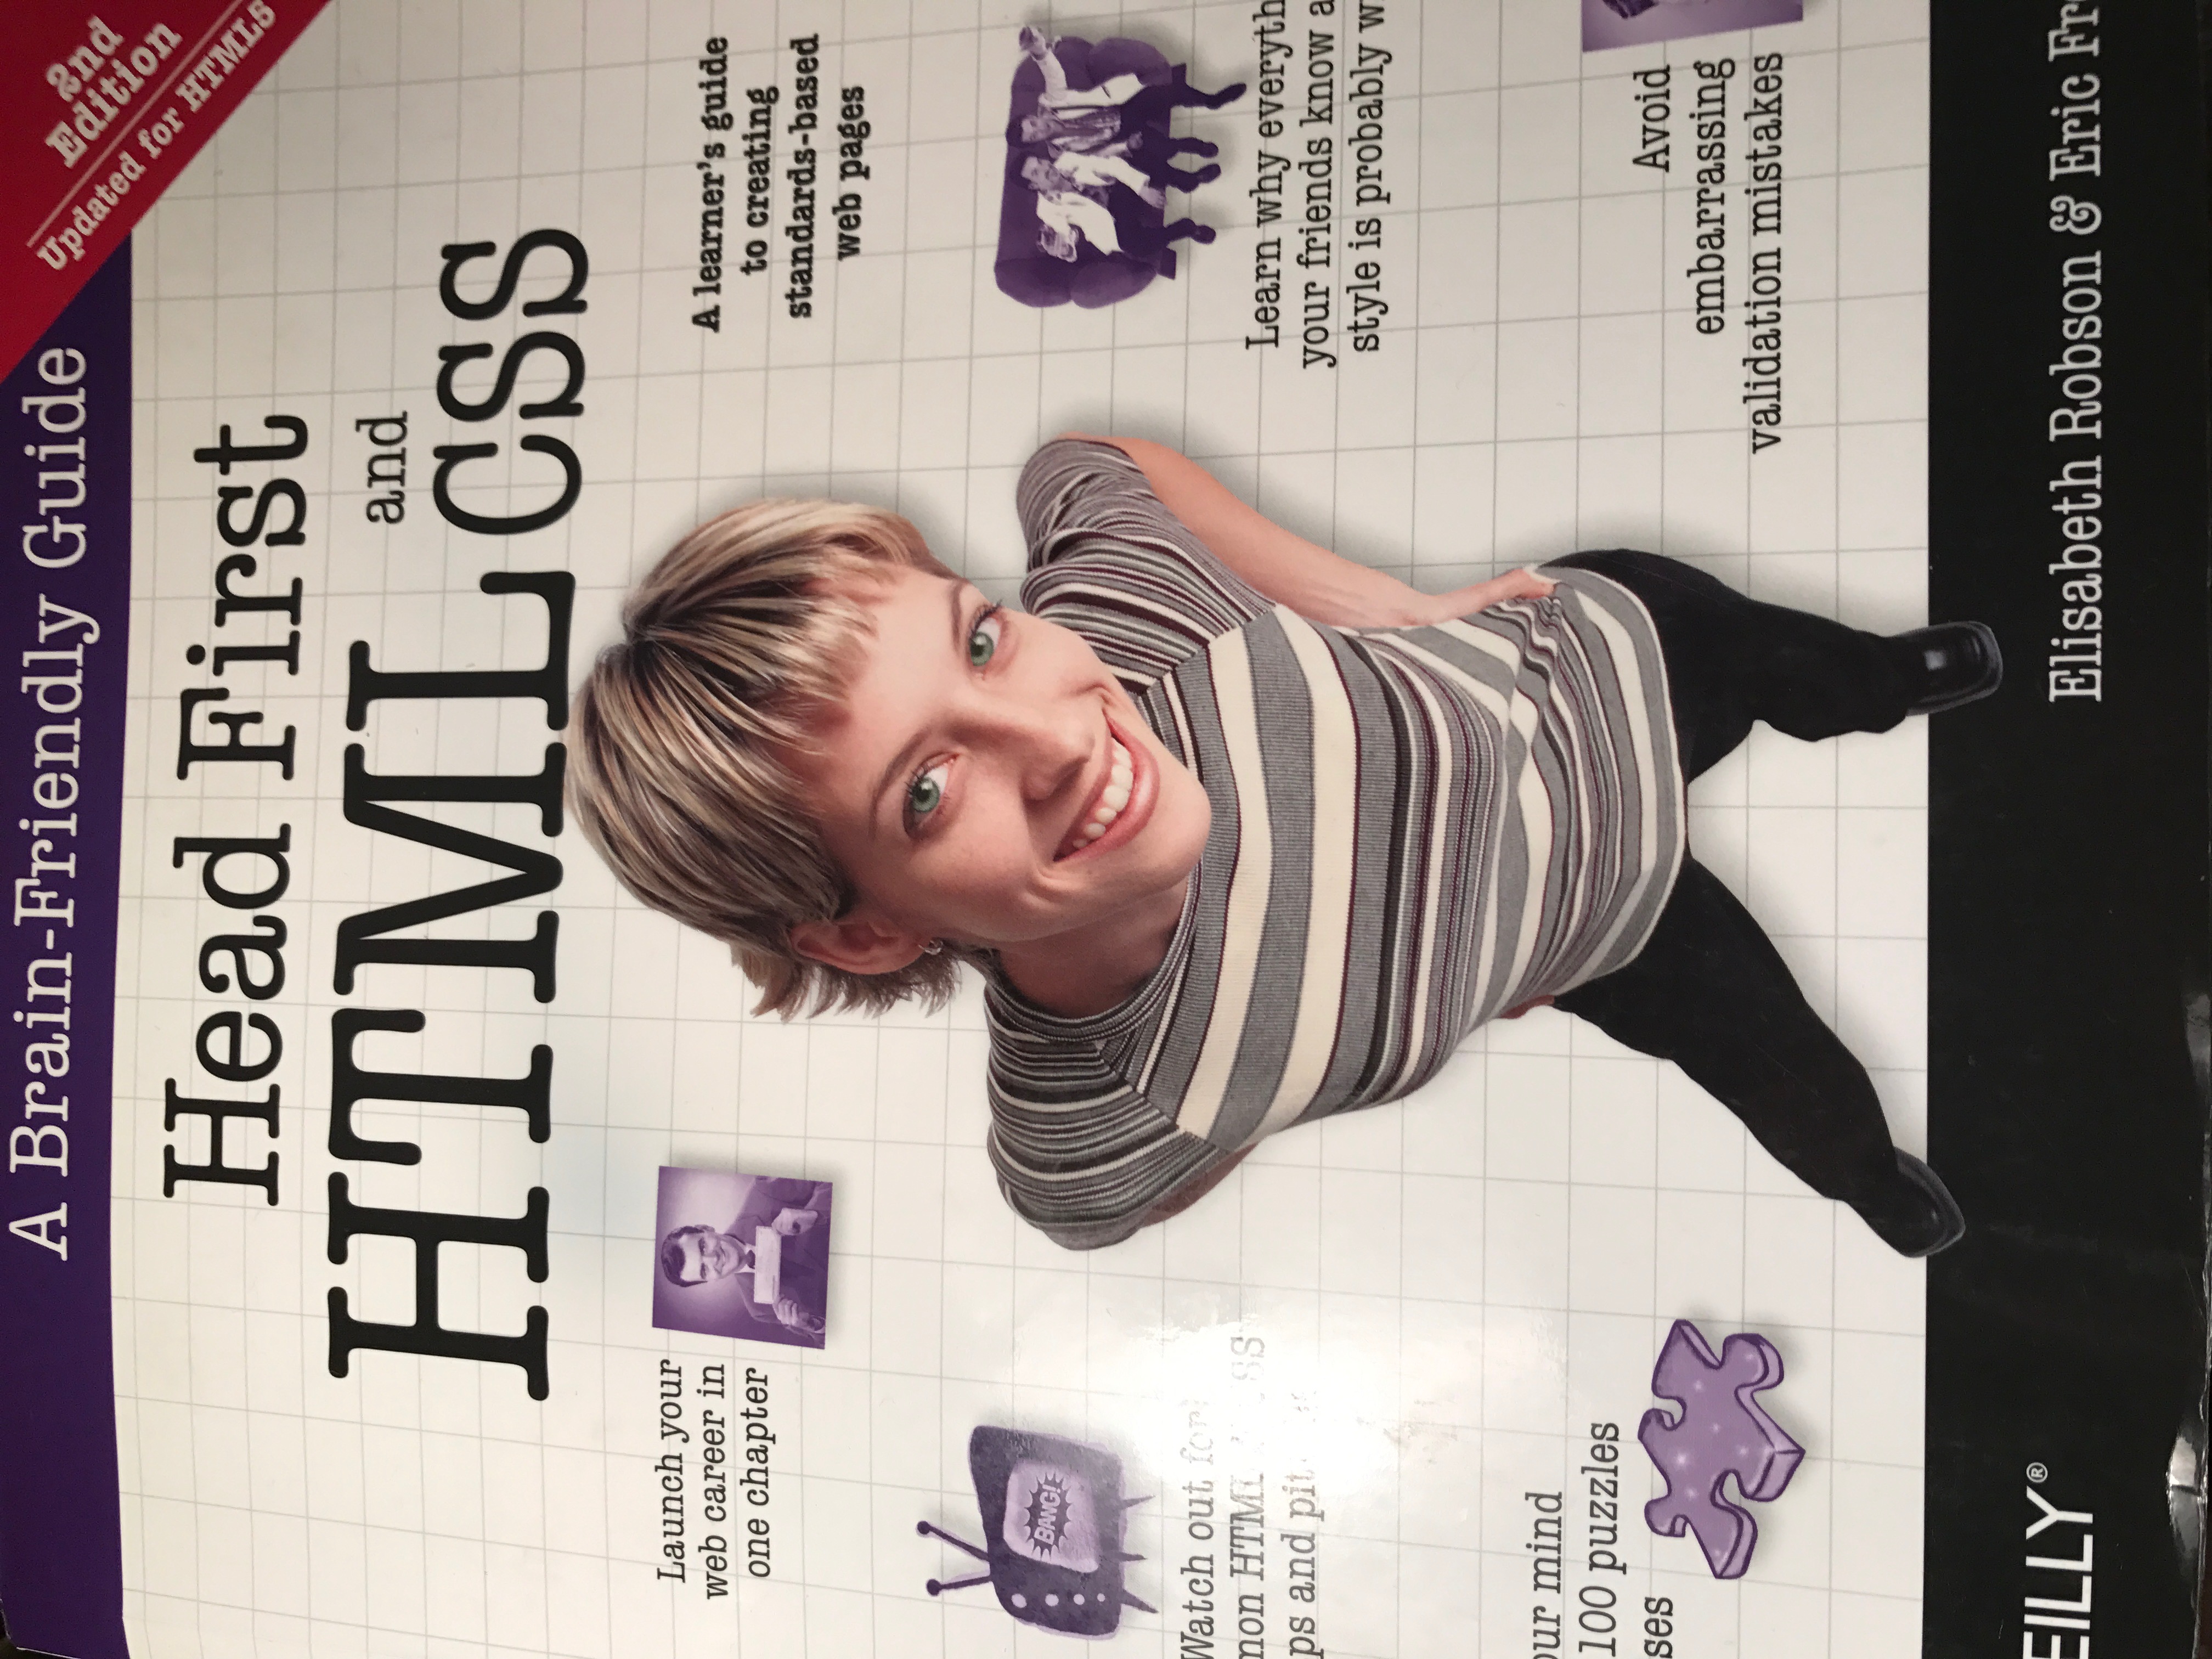 A Brain-Friendly Guide
2nd
Edition
Updated for HTML5
Head First
HTML and
CSS
Launch your
web career in
one chapter
A learner's guide
to creating
standards-based
web pages
BANG!
Watch out for
mon HTML CSS
ps and pit
Learn why everyth
your friends know a
style is probably w
our mind
100 puzzles
ses
Avoid
embarrassing
validation mistakes
EILLY®
Elisabeth Robson & Eric Fr